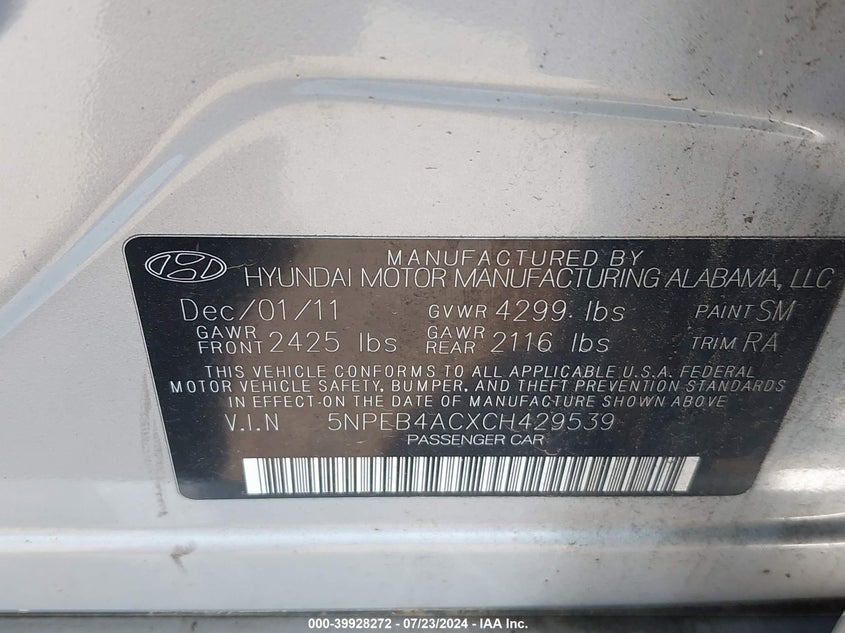 MANUFACTURED BY
HYUNDAI MOTOR MANUFACTURING ALABAMA, LLC
Dec/01/11 GVWR 4299 lbs PAINT SM
GAWR FRONT 2425 lbs GAWR REAR 2116 lbs TRIM RA
THIS VEHICLE CONFORMS TO ALL APPLICABLE U.S.A. FEDERAL
MOTOR VEHICLE SAFETY, BUMPER, AND THEFT PREVENTION STANDARDS
IN EFFECT ON THE DATE OF MANUFACTURE SHOWN ABOVE
V.I.N 5NPEB4ACXCH429539
PASSENGER CAR
000-39928272 - 07/23/2024 - IAA Inc.